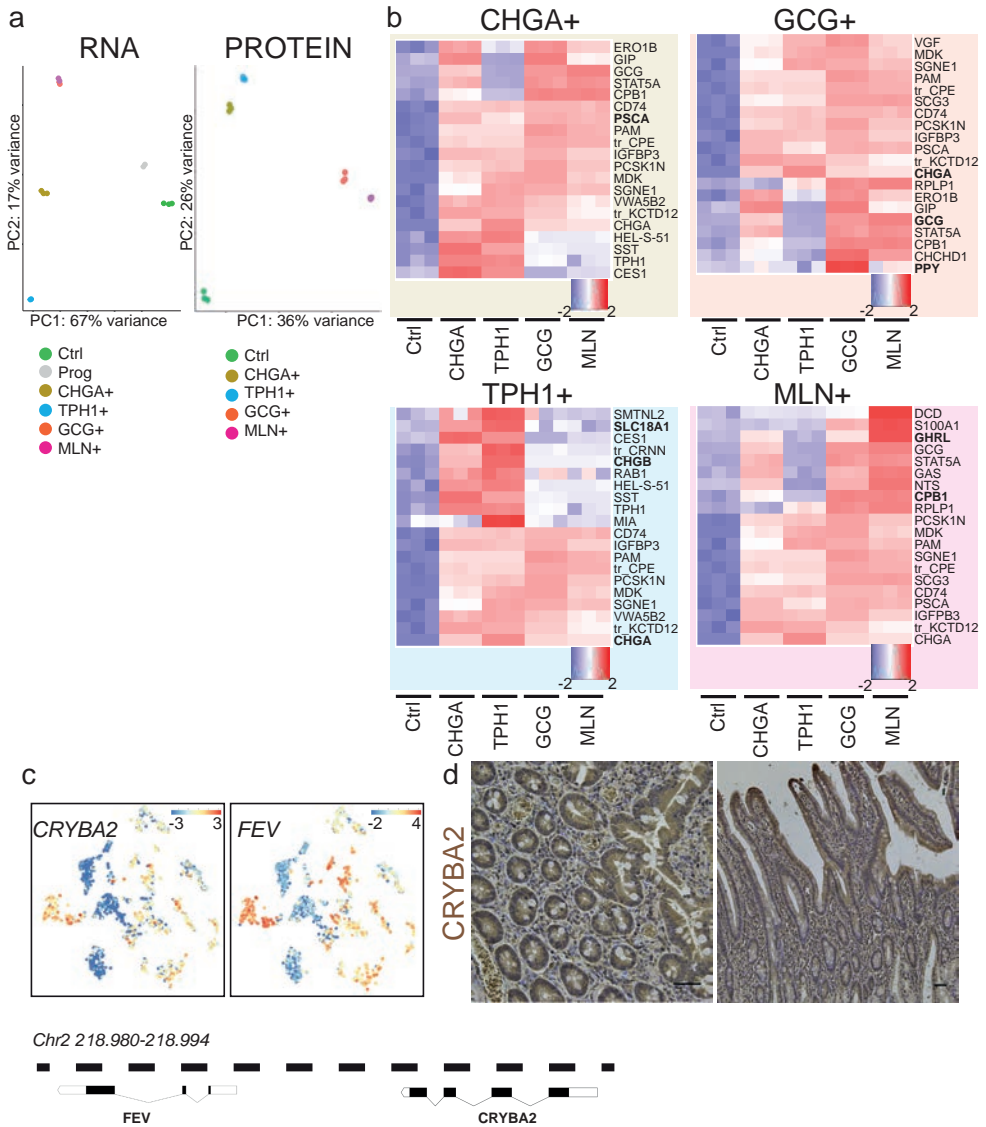 a
RNA
PROTEIN
PC2: 17% variance
PC1: 67% variance
PC2: 26% variance
PC1: 36% variance
Ctrl
Prog
CHGA+
TPH1+
GCG+
MLN+
Ctrl
CHGA+
TPH1+
GCG+
MLN+
b
CHGA+
ERO1B
GIP
GCG
STAT5A
CPB1
CD74
PSCA
PAM
tr_CPE
IGFBP3
PCSK1N
MDK
SGNE1
VWA5B2
tr_KCTD12
CHGA
HEL-S-51
SST
TPH1
CES1
-2 2
Ctrl
CHGA
TPH1
GCG
MLN
GCG+
VGF
MDK
SGNE1
PAM
tr_CPE
SCG3
CD74
PCSK1N
IGFBP3
PSCA
tr_KCTD12
CHGA
RPLP1
ERO1B
GIP
GCG
STAT5A
CPB1
CHCHD1
PPY
-2 2
Ctrl
CHGA
TPH1
GCG
MLN
TPH1+
SMTNL2
SLC18A1
CES1
tr_CRNN
CHGB
RAB1
HEL-S-51
SST
TPH1
MIA
CD74
IGFBP3
PAM
tr_CPE
PCSK1N
MDK
SGNE1
VWA5B2
tr_KCTD12
CHGA
-2 2
Ctrl
CHGA
TPH1
GCG
MLN
MLN+
DCD
S100A1
GHRL
GCG
STAT5A
GAS
NTS
CPB1
RPLP1
PCSK1N
MDK
PAM
SGNE1
tr_CPE
SCG3
CD74
PSCA
IGFPB3
tr_KCTD12
CHGA
-2 2
Ctrl
CHGA
TPH1
GCG
MLN
c
CRYBA2
-3 3
FEV
-2 4
Chr2 218.980-218.994
FEV
CRYBA2
d
CRYBA2